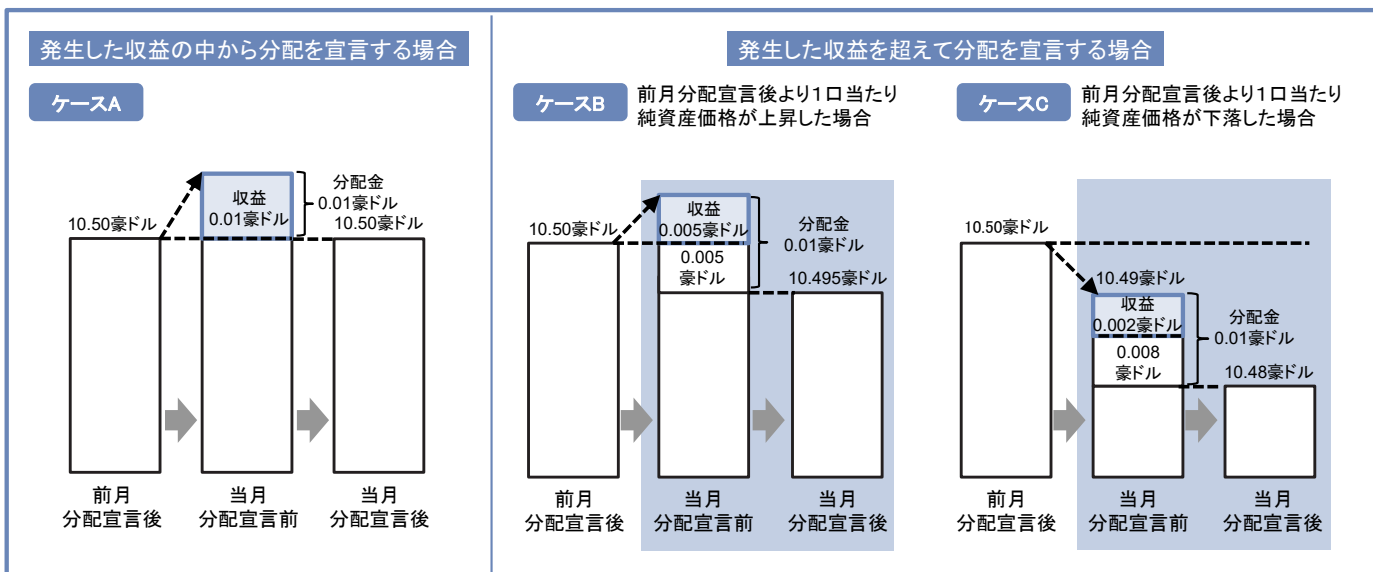 発生した収益の中から分配を宣言する場合
ケースA
10.50豪ドル
収益
0.01豪ドル
分配金
0.01豪ドル
10.50豪ドル
前月
分配宣言後
当月
分配宣言前
当月
分配宣言後
発生した収益を超えて分配を宣言する場合
ケースB
前月分配宣言後より1口当たり
純資産価格が上昇した場合
10.50豪ドル
収益
0.005豪ドル
0.005
豪ドル
分配金
0.01豪ドル
10.495豪ドル
前月
分配宣言後
当月
分配宣言前
当月
分配宣言後
ケースC
前月分配宣言後より1口当たり
純資産価格が下落した場合
10.50豪ドル
10.49豪ドル
収益
0.002豪ドル
0.008
豪ドル
分配金
0.01豪ドル
10.48豪ドル
前月
分配宣言後
当月
分配宣言前
当月
分配宣言後